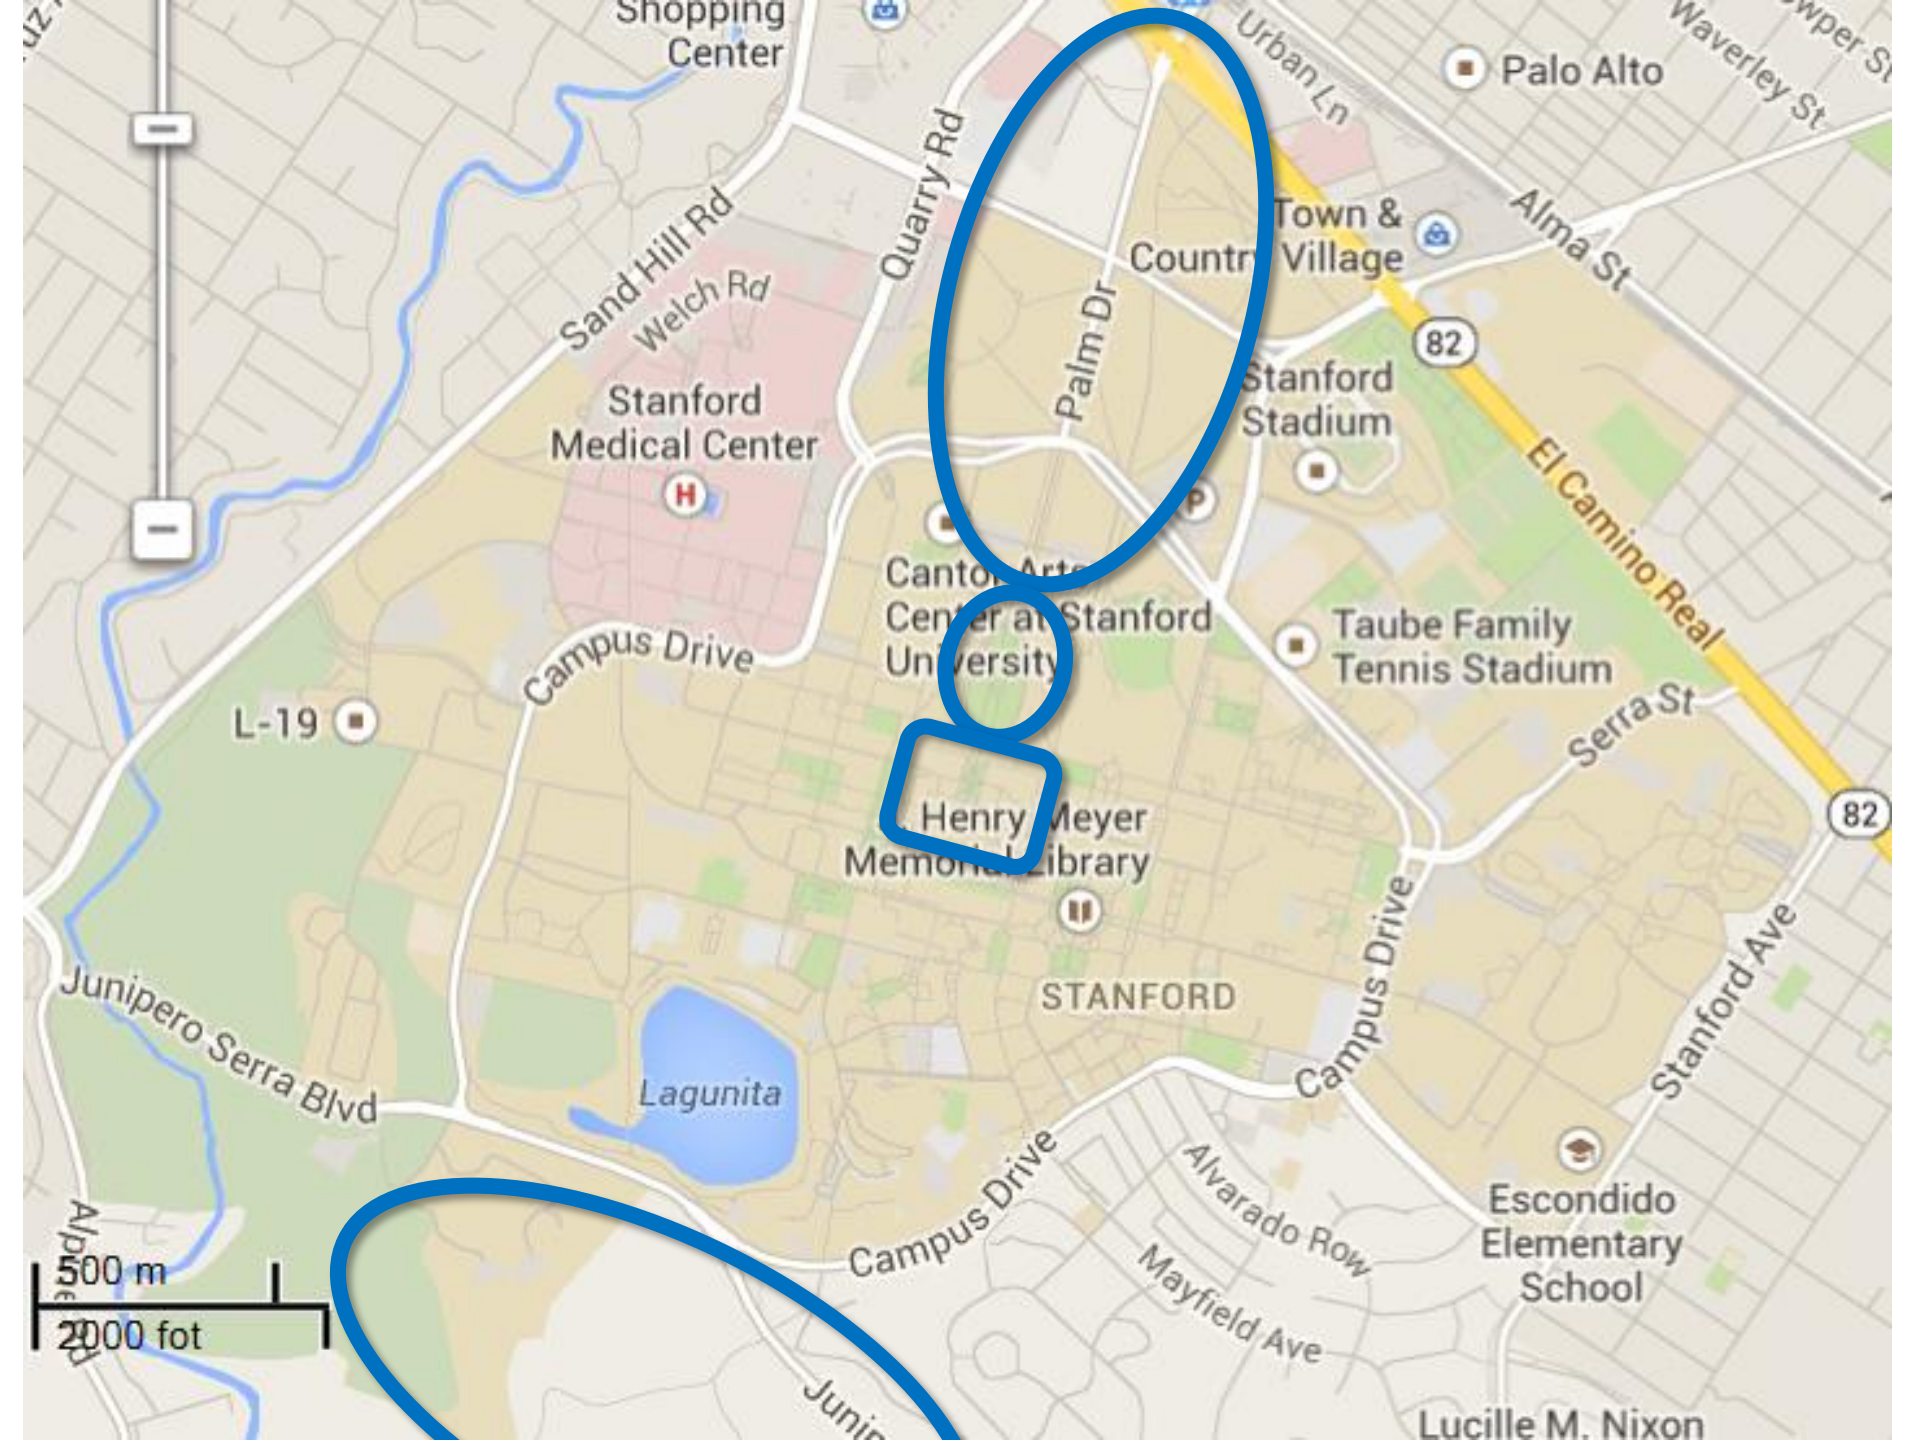 Shopping
Center
Urban Ln
Waverley St
Palo Alto
Quarry Rd
Sand Hill Rd
Welch Rd
Town &
Country Village
Alma St
Palm Dr
82
Stanford
Stadium
Stanford
Medical Center
H
P
El Camino Real
Cantor Arts
Center at Stanford
University
Taube Family
Tennis Stadium
Campus Drive
L-19
Serra St
82
Henry Meyer
Memorial Library
STANFORD
Campus Drive
Stanford Ave
Junipero Serra Blvd
Lagunita
Campus Drive
Alvarado Row
Mayfield Ave
Escondido
Elementary
School
500 m
2000 fot
Lucille M. Nixon